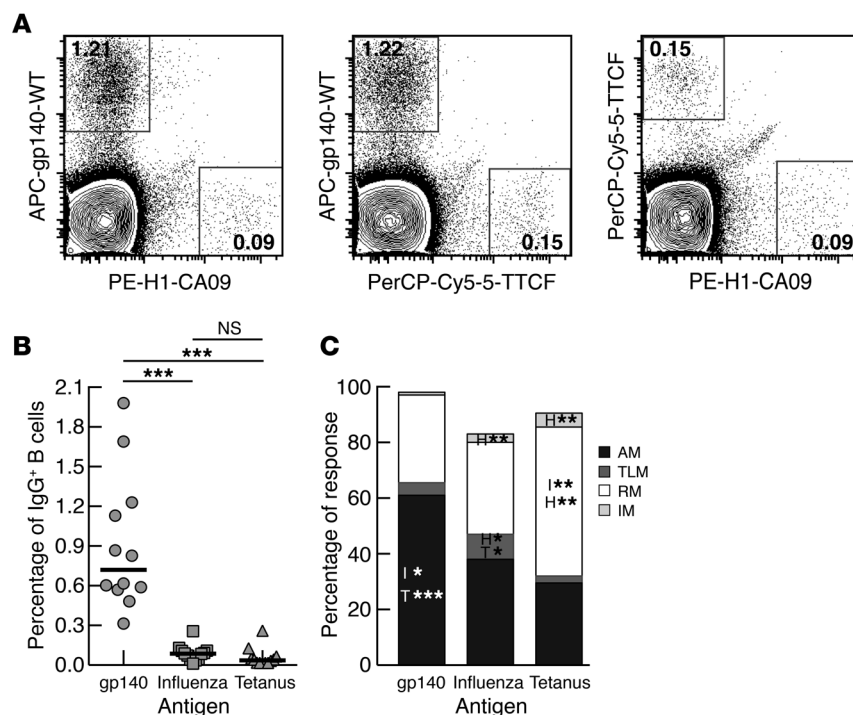 A
1.21
APC-gp140-WT
0.09
PE-H1-CA09
1.22
APC-gp140-WT
0.15
PerCP-Cy5-5-TTCF
0.15
PerCP-Cy5-5-TTCF
0.09
PE-H1-CA09
B
NS
***
***
Percentage of IgG+ B cells
2.1
1.8
1.5
1.2
0.9
0.6
0.3
0.0
gp140 Influenza Tetanus
Antigen
C
Percentage of response
100
80
60
40
20
0
I *
T ***
H**
H*
T*
H**
I**
H**
gp140 Influenza Tetanus
Antigen
AM
TLM
RM
IM